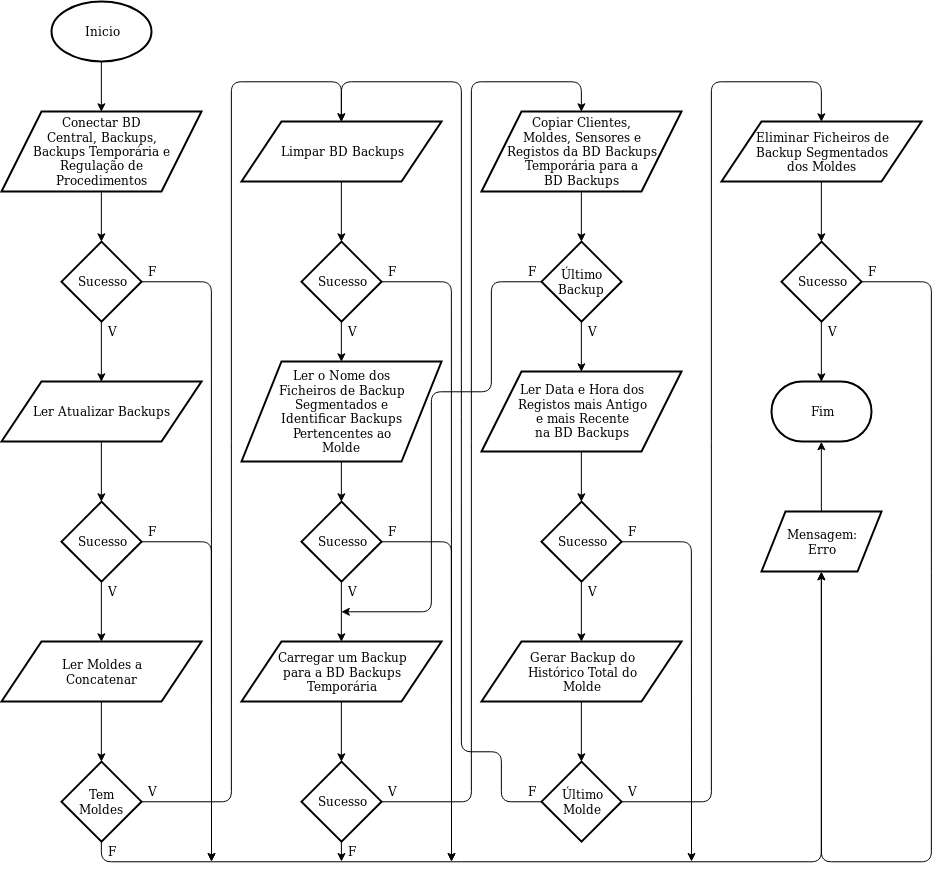 Inicio
Conectar BD
Central, Backups,
Backups Temporária e
Regulação de
Procedimentos
Sucesso
F
V
Ler Atualizar Backups
Sucesso
F
V
Ler Moldes a
Concatenar
Tem
Moldes
V
F
Limpar BD Backups
Sucesso
F
V
Ler o Nome dos
Ficheiros de Backup
Segmentados e
Identificar Backups
Pertencentes ao
Molde
Sucesso
F
V
Carregar um Backup
para a BD Backups
Temporária
Sucesso
V
F
Copiar Clientes,
Moldes, Sensores e
Registos da BD Backups
Temporária para a
BD Backups
F
Último
Backup
V
Ler Data e Hora dos
Registos mais Antigo
e mais Recente
na BD Backups
Sucesso
F
V
Gerar Backup do
Histórico Total do
Molde
F
Último
Molde
V
Eliminar Ficheiros de
Backup Segmentados
dos Moldes
Sucesso
F
V
Fim
Mensagem:
Erro